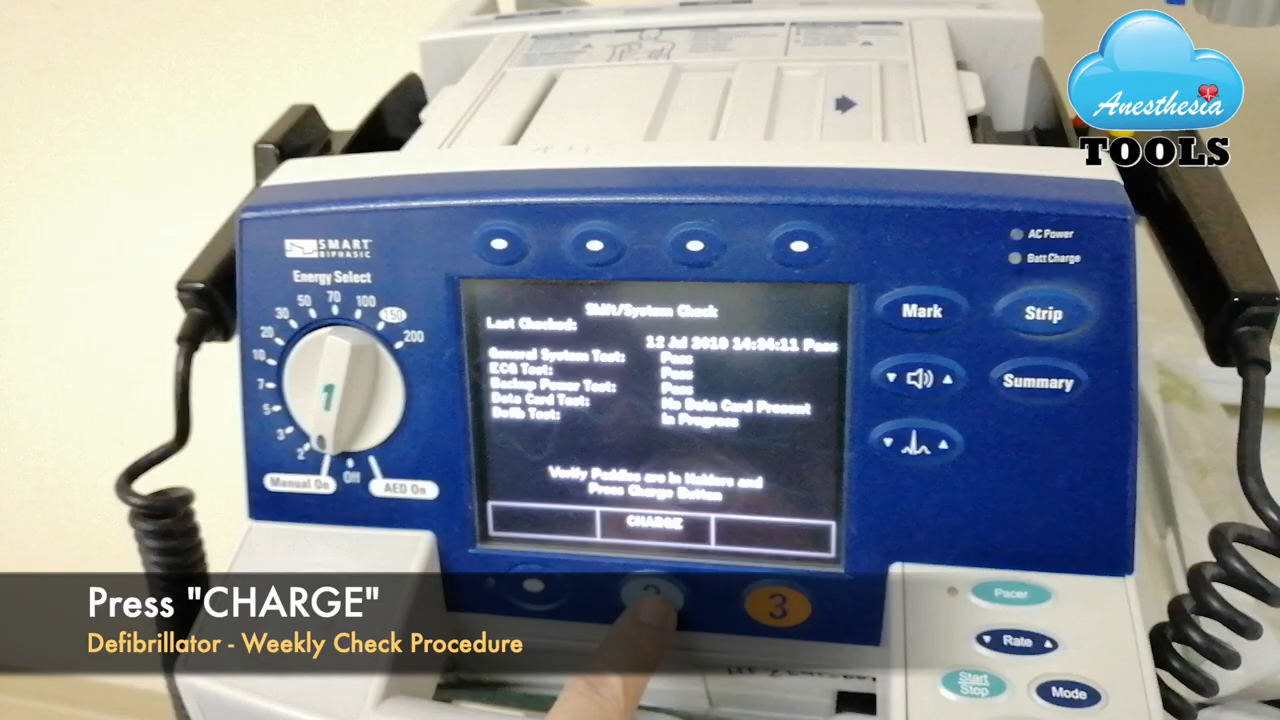 Anesthesia
TOOLS
SMART
BIPHASIC
Energy Select
AC Power
Batt Charge
2
3
5
7
10
20
30
50
70
100
150
200
1
Manual On
Off
AED On
Shift/System Check
Last Checked:
12 Jul 2019 14:34:11 Pass
General System Test: Pass
ECG Test: Pass
Backup Power Test: Pass
Data Card Test: No Data Card Present
Defib Test: In Progress
Verify Paddles are in Holders and
Press Charge Button
CHARGE
Mark
Strip
Summary
2
3
Pacer
Rate
Start
Stop
Mode
Press "CHARGE"
Defibrillator - Weekly Check Procedure